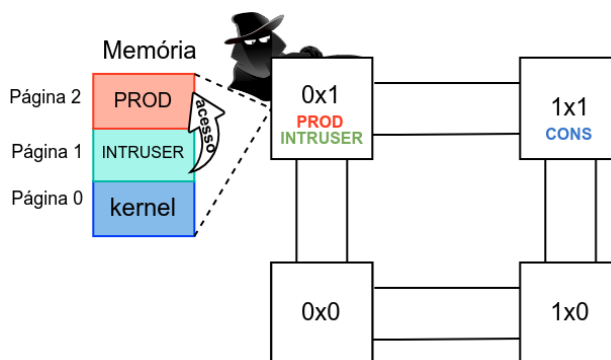 Memória
Página 2
PROD
acesso
Página 1
INTRUSER
Página 0
kernel
0x1
PROD
INTRUSER
1x1
CONS
0x0
1x0